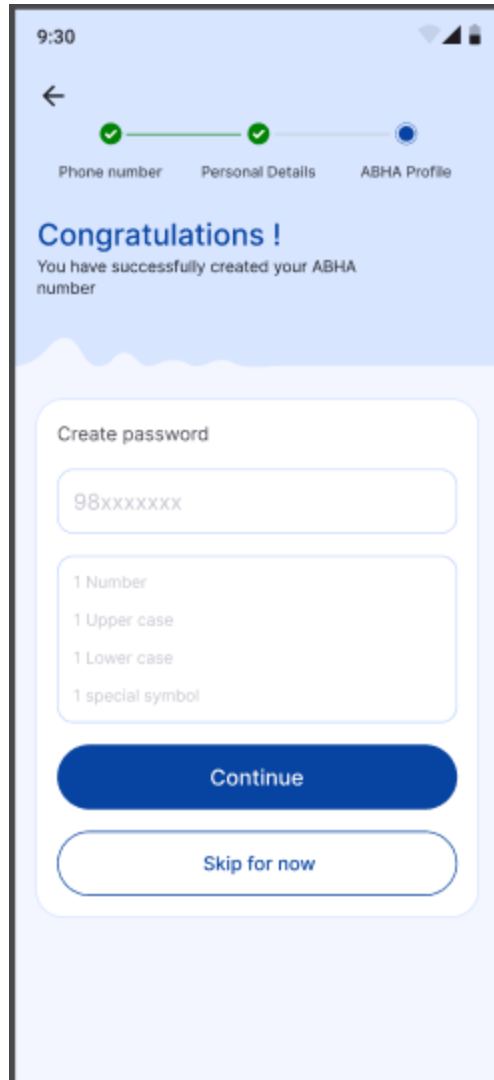 9:30
Phone number Personal Details ABHA Profile
Congratulations !
You have successfully created your ABHA
number
Create password
98xxxxxxx
1 Number
1 Upper case
1 Lower case
1 special symbol
Continue
Skip for now